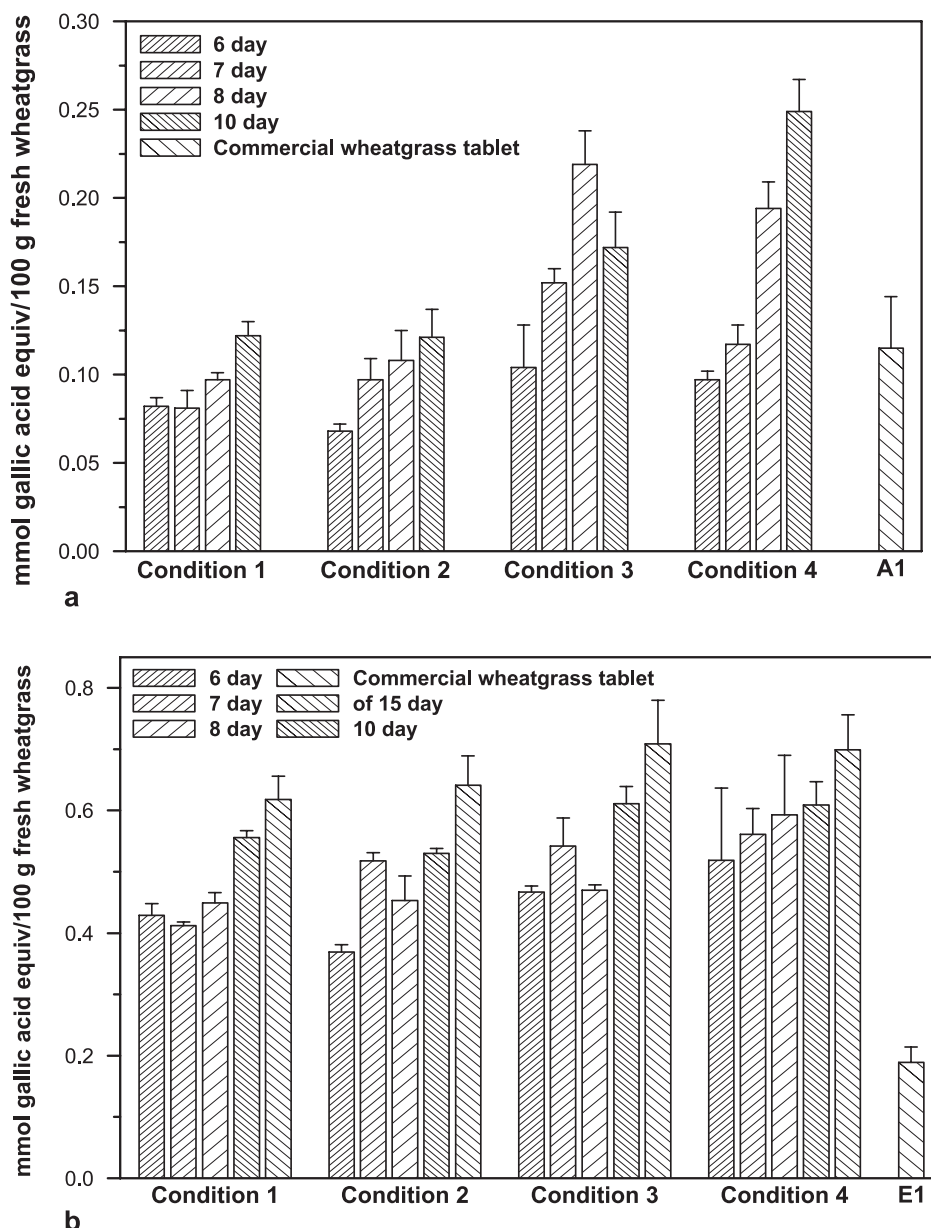 mmol gallic acid equiv/100 g fresh wheatgrass
0.30
0.25
0.20
0.15
0.10
0.05
0.00
6 day
7 day
8 day
10 day
Commercial wheatgrass tablet
Condition 1
Condition 2
Condition 3
Condition 4
A1
a
mmol gallic acid equiv/100 g fresh wheatgrass
0.8
0.6
0.4
0.2
0.0
6 day
7 day
8 day
Commercial wheatgrass tablet
of 15 day
10 day
Condition 1
Condition 2
Condition 3
Condition 4
E1
b